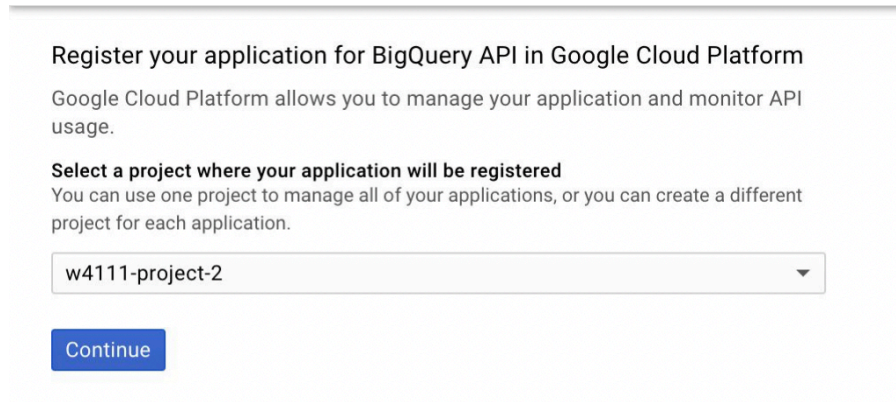 Register your application for BigQuery API in Google Cloud Platform
Google Cloud Platform allows you to manage your application and monitor API
usage.
Select a project where your application will be registered
You can use one project to manage all of your applications, or you can create a different
project for each application.
w4111-project-2
Continue